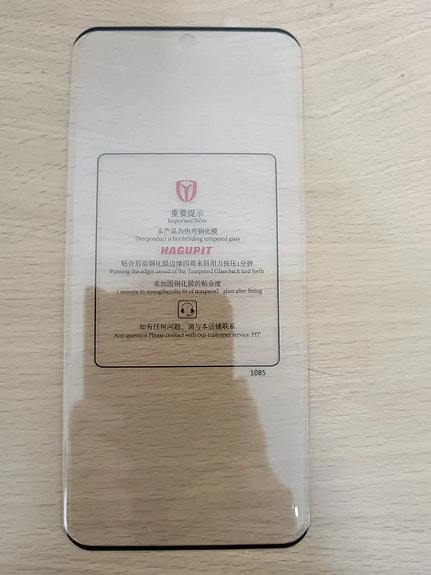 重要提示
Important Note
本产品为热弯钢化膜
This product is hot bending tempered glass
HAGUPIT
贴合后沿钢化膜边缘四周来回用力按压1分钟
Pressing the edges aroud of the Tempered Glass back and forth
来加固钢化膜的贴合度
1 minute to strengthen the fit of tempered glass after fitting
如有任何问题，请与本店铺联系
Any question Please contact with our customer service HST
1085